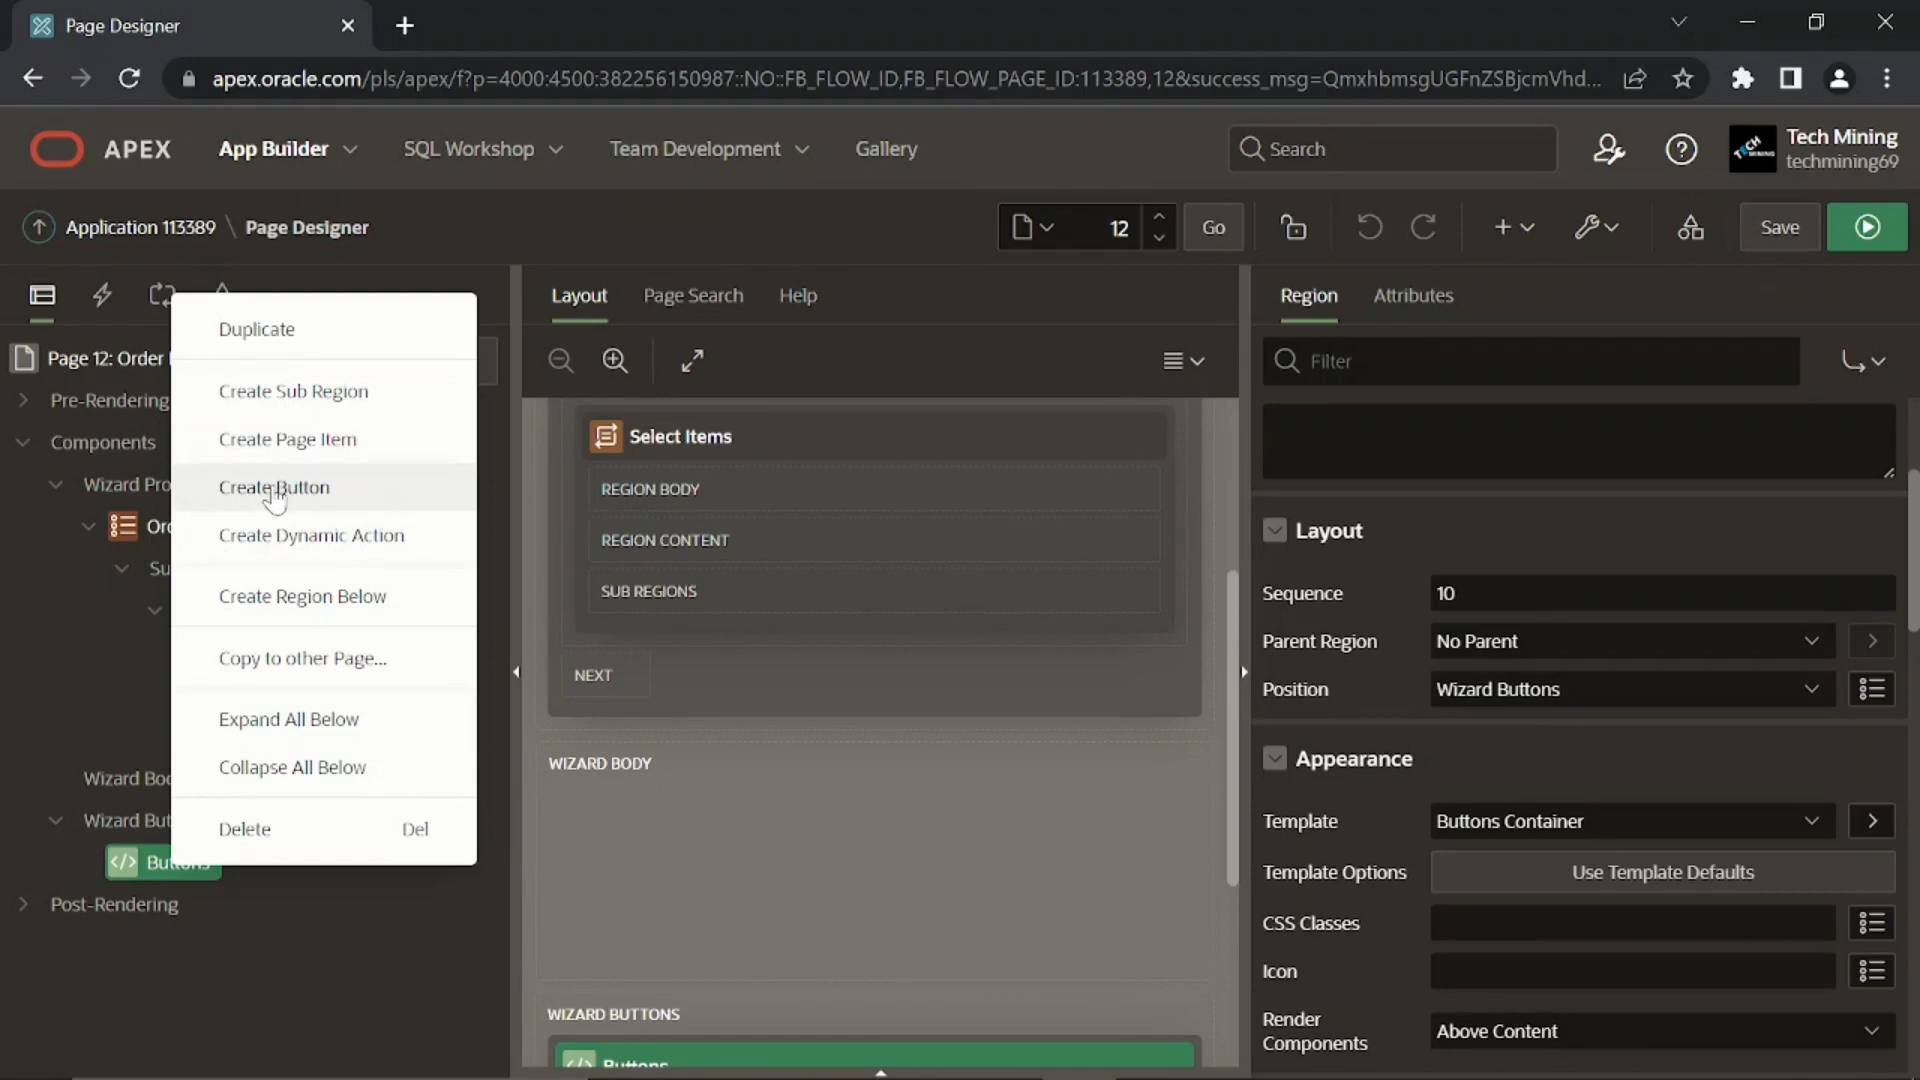 Page Designer
apex.oracle.com/pls/apex/f?p=4000:4500:382256150987::NO::FB_FLOW_ID,FB_FLOW_PAGE_ID:113389,12&success_msg=QmxhbmsgUGFnZSBjcmVhd...
APEX
App Builder
SQL Workshop
Team Development
Gallery
Search
Tech Mining
techmining69
Application 113389 \ Page Designer
12
Go
Save
Page 12: Order
Pre-Rendering
Components
Wizard Pro
Ord
Su
Wizard Boo
Wizard But
Buttons
Post-Rendering
Duplicate
Create Sub Region
Create Page Item
Create Button
Create Dynamic Action
Create Region Below
Copy to other Page...
Expand All Below
Collapse All Below
Delete Del
Layout
Page Search
Help
Select Items
REGION BODY
REGION CONTENT
SUB REGIONS
NEXT
WIZARD BODY
WIZARD BUTTONS
Buttons
Region
Attributes
Filter
Layout
Sequence 10
Parent Region No Parent
Position Wizard Buttons
Appearance
Template Buttons Container
Template Options Use Template Defaults
CSS Classes
Icon
Render
Components
Above Content